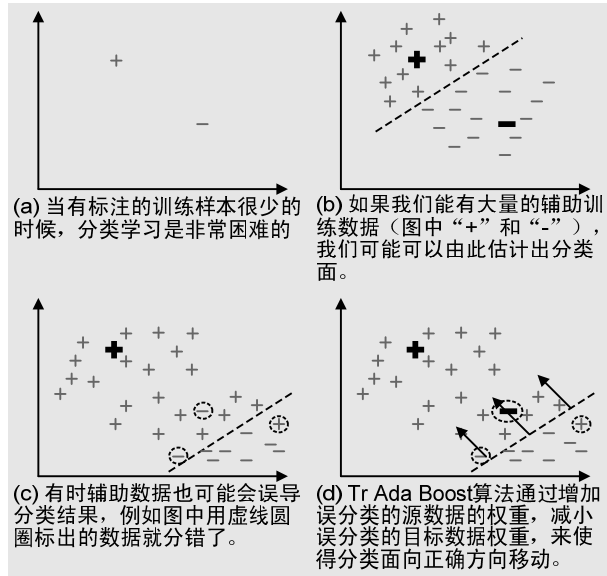 (a) 当有标注的训练样本很少的
时候，分类学习是非常困难的
(b) 如果我们能有大量的辅助训
练数据（图中“+”和“-”），
我们可能可以由此估计出分类
面。
(c) 有时辅助数据也可能会误导
分类结果，例如图中用虚线圆
圈标出的数据就分错了。
(d) Tr Ada Boost算法通过增加
误分类的源数据的权重，减小
误分类的目标数据权重，来使
得分类面向正确方向移动。